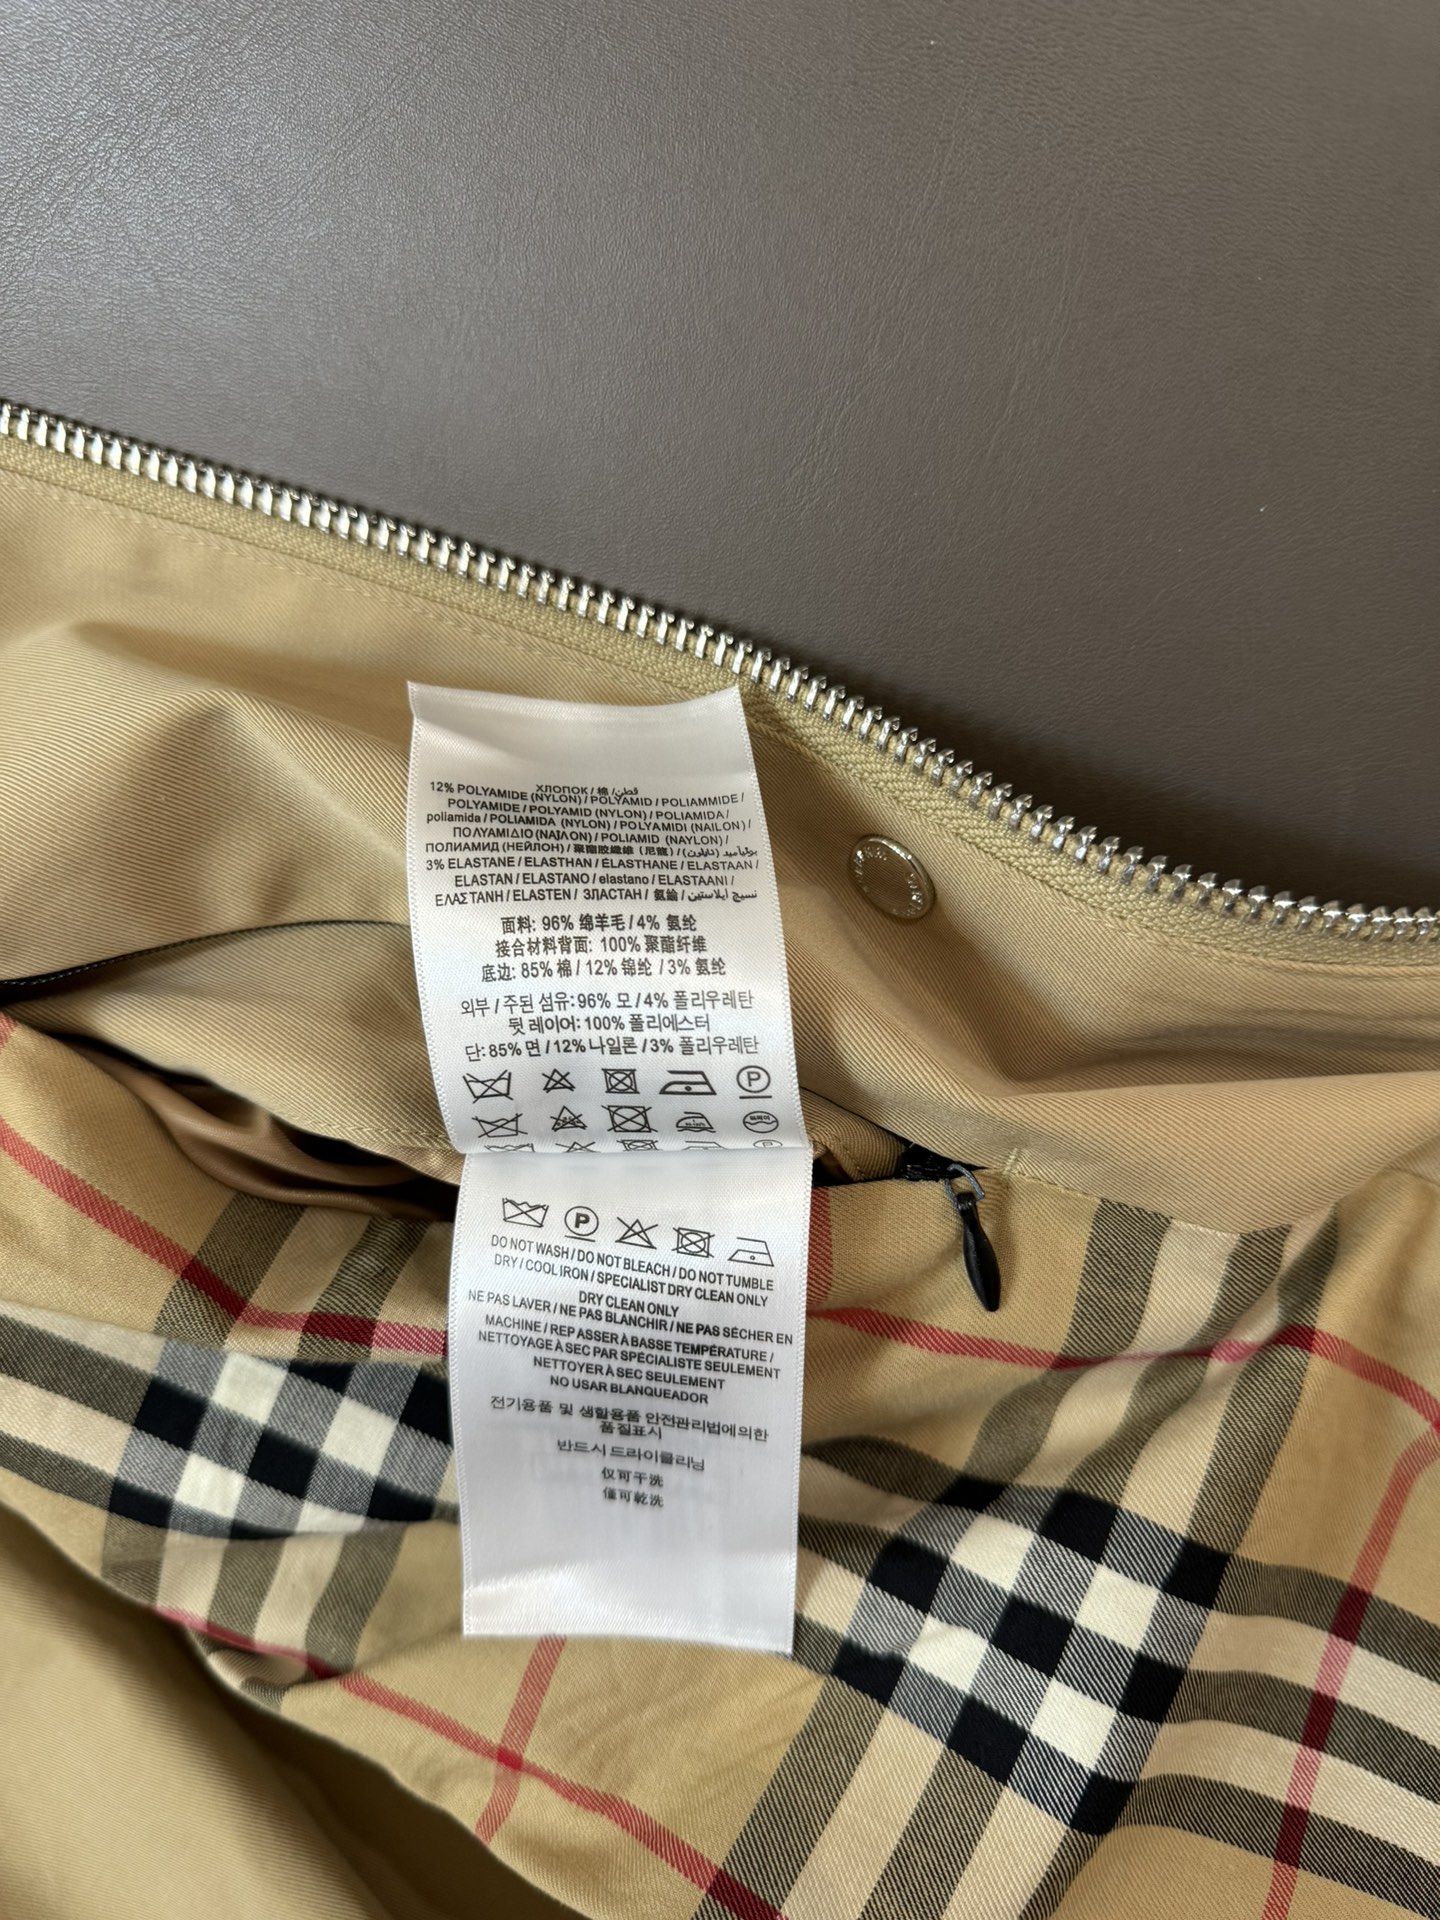 ХЛОПОК / 棉 / قطن
12% POLYAMIDE (NYLON) / POLYAMID / POLIAMMIDE /
POLYAMIDE / POLYAMID (NYLON) / POLIAMIDA /
poliamida / POLIAMIDA (NYLON) / POLYAMIDI (NAILON) /
ΠΟΛΥΑΜΙΔΙΟ (ΝΑΪΛΟΝ) / POLIAMID (NAYLON) /
ПОЛИАМИД (НЕЙЛОН) / 聚酰胺纖維 (尼龍) /
3% ELASTANE / ELASTHAN / ÉLASTHANE / ELASTAAN /
ELASTAN / ELASTANO / elastano / ELASTAANI /
ΕΛΑΣΤΑΝΗ / ELASTEN / ЭЛАСТАН / 氨綸 / نسيج إيلاستين
面料: 96% 绵羊毛 / 4% 氨纶
接合材料背面: 100% 聚酯纤维
底边: 85% 棉 / 12% 锦纶 / 3% 氨纶
외부 / 주된 섬유: 96% 모 / 4% 폴리우레탄
뒷 레이어: 100% 폴리에스터
단: 85% 면 / 12% 나일론 / 3% 폴리우레탄
P
P
DO NOT WASH / DO NOT BLEACH / DO NOT TUMBLE
DRY / COOL IRON / SPECIALIST DRY CLEAN ONLY
DRY CLEAN ONLY
NE PAS LAVER / NE PAS BLANCHIR / NE PAS SÉCHER EN
MACHINE / REP ASSER À BASSE TEMPÉRATURE /
NETTOYAGE À SEC PAR SPÉCIALISTE SEULEMENT
NETTOYER À SEC SEULEMENT
NO USAR BLANQUEADOR
전기용품 및 생활용품 안전관리법에의한
품질표시
반드시 드라이클리닝
仅可干洗
僅可乾洗